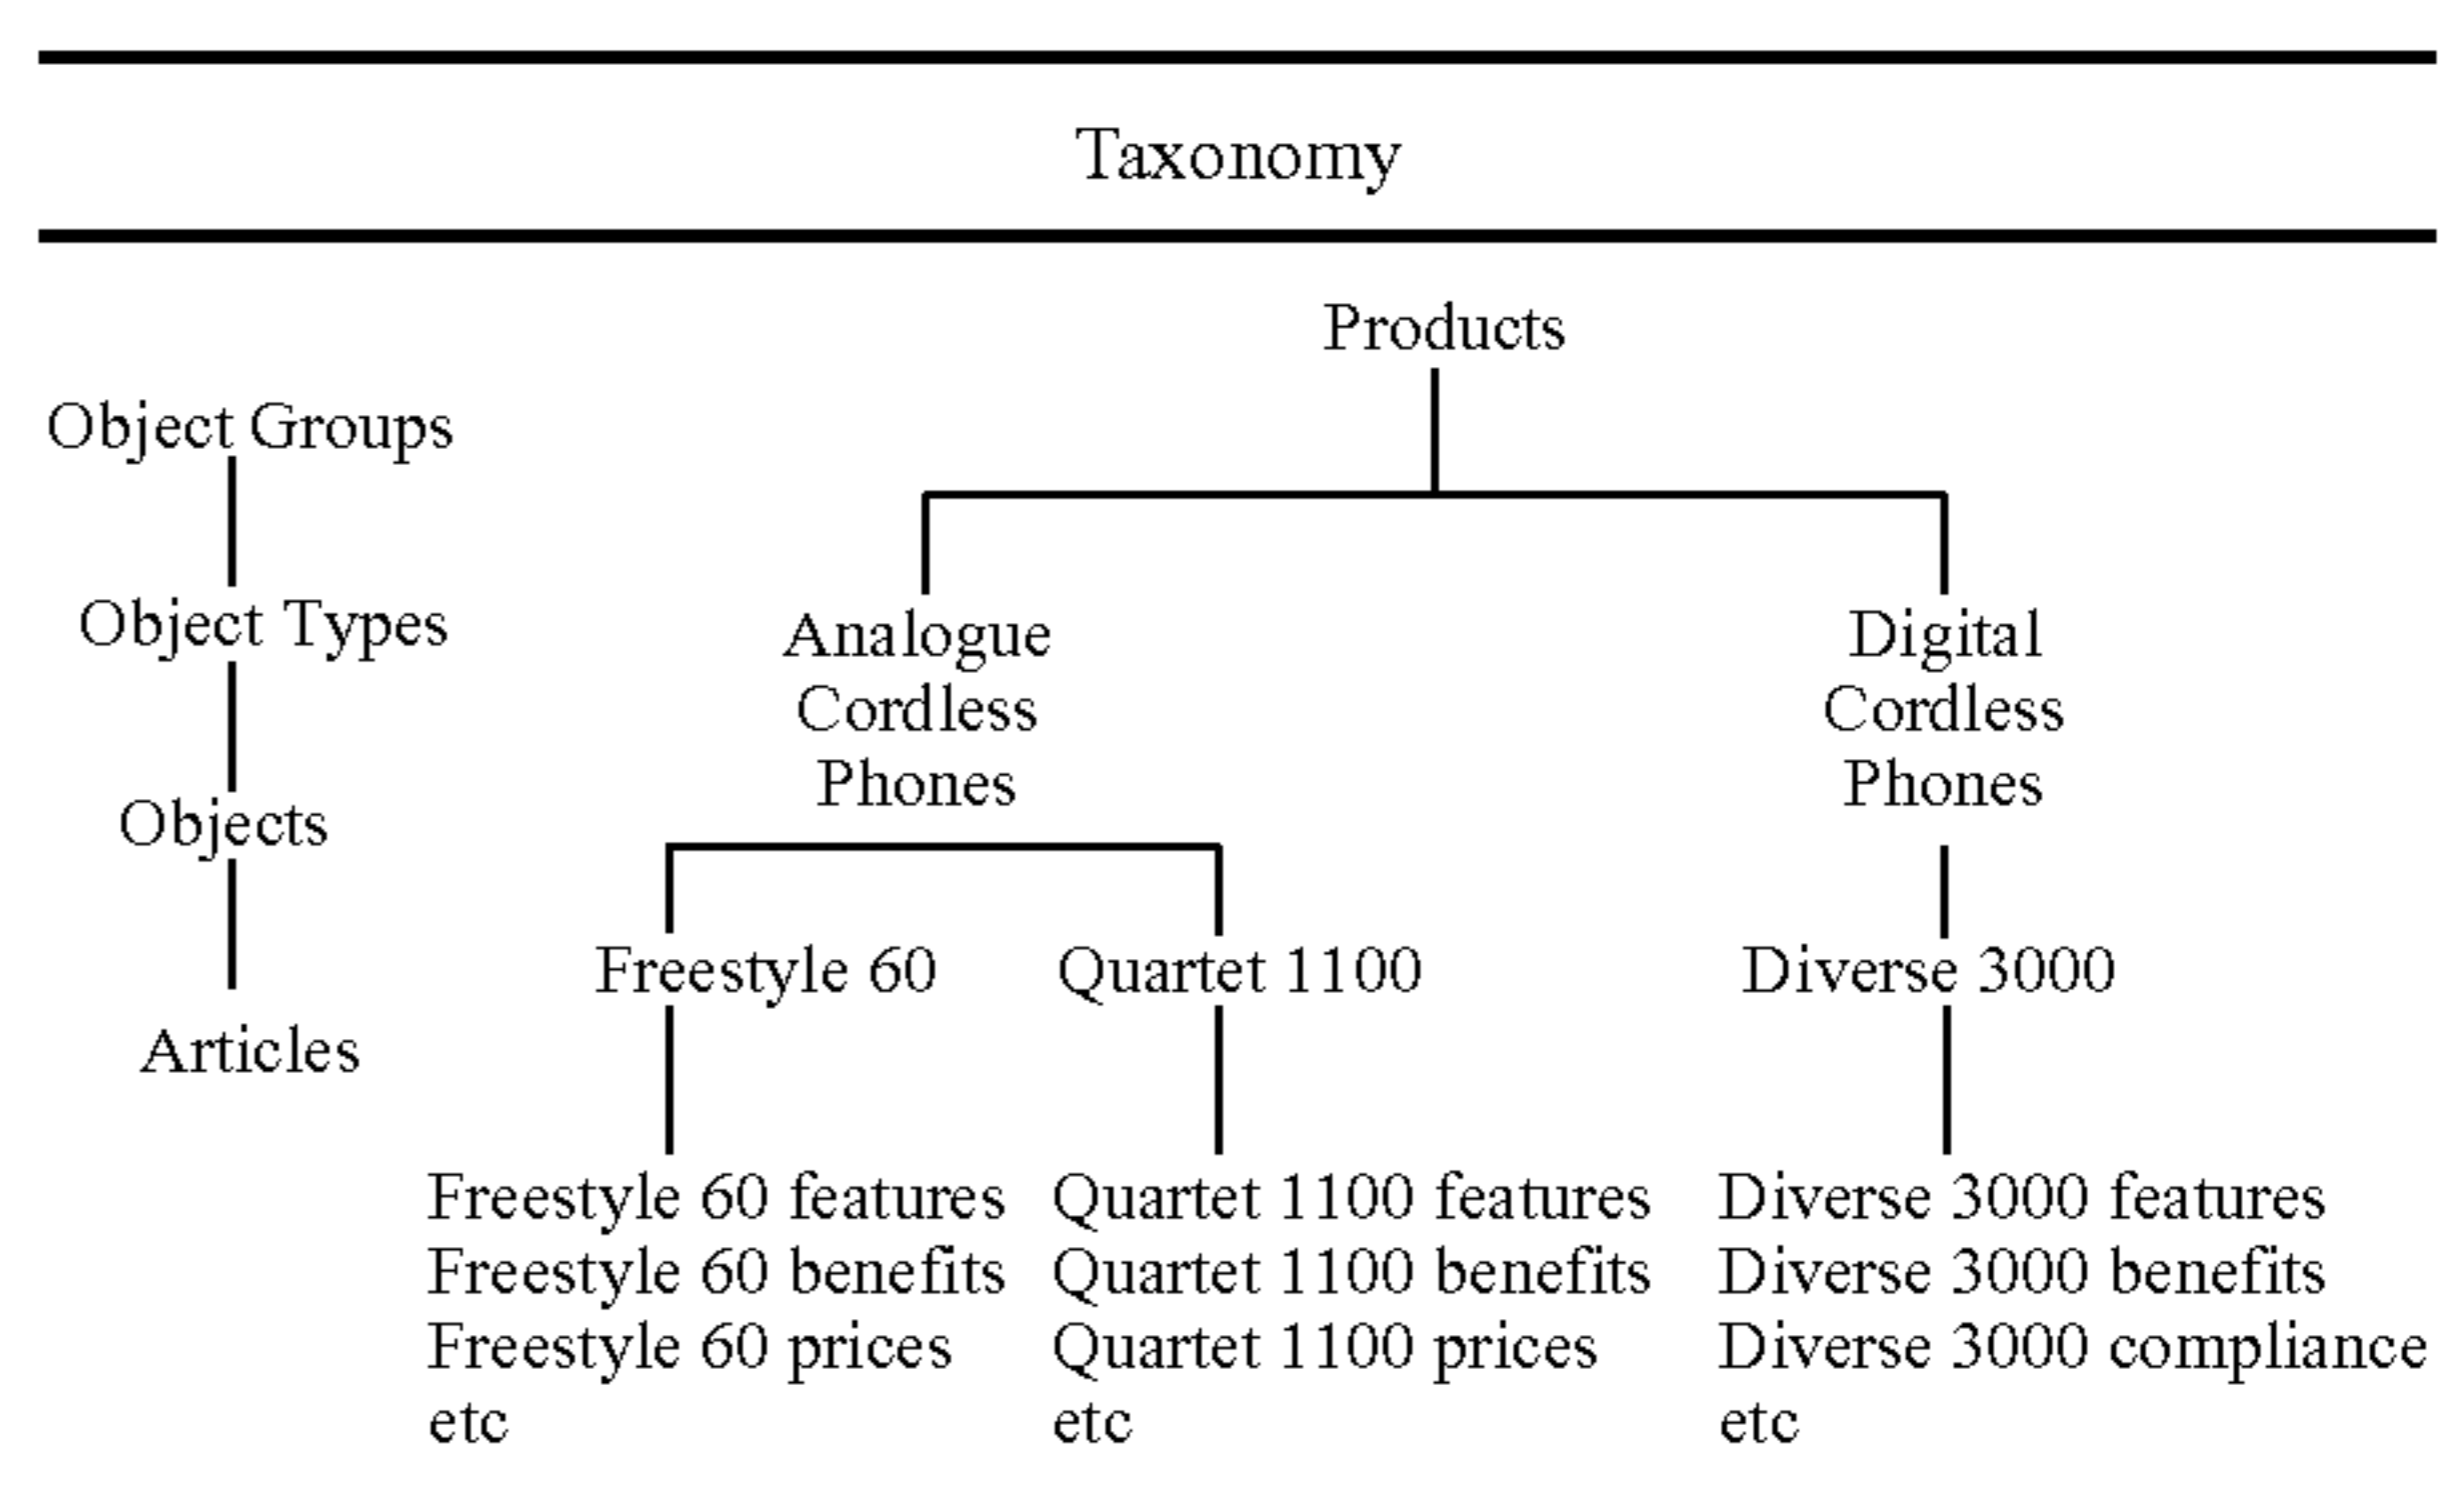 Taxonomy
Products
Object Groups
Object Types
Objects
Articles
Analogue
Cordless
Phones
Digital
Cordless
Phones
Freestyle 60
Quartet 1100
Diverse 3000
Freestyle 60 features
Freestyle 60 benefits
Freestyle 60 prices
etc
Quartet 1100 features
Quartet 1100 benefits
Quartet 1100 prices
etc
Diverse 3000 features
Diverse 3000 benefits
Diverse 3000 compliance
etc